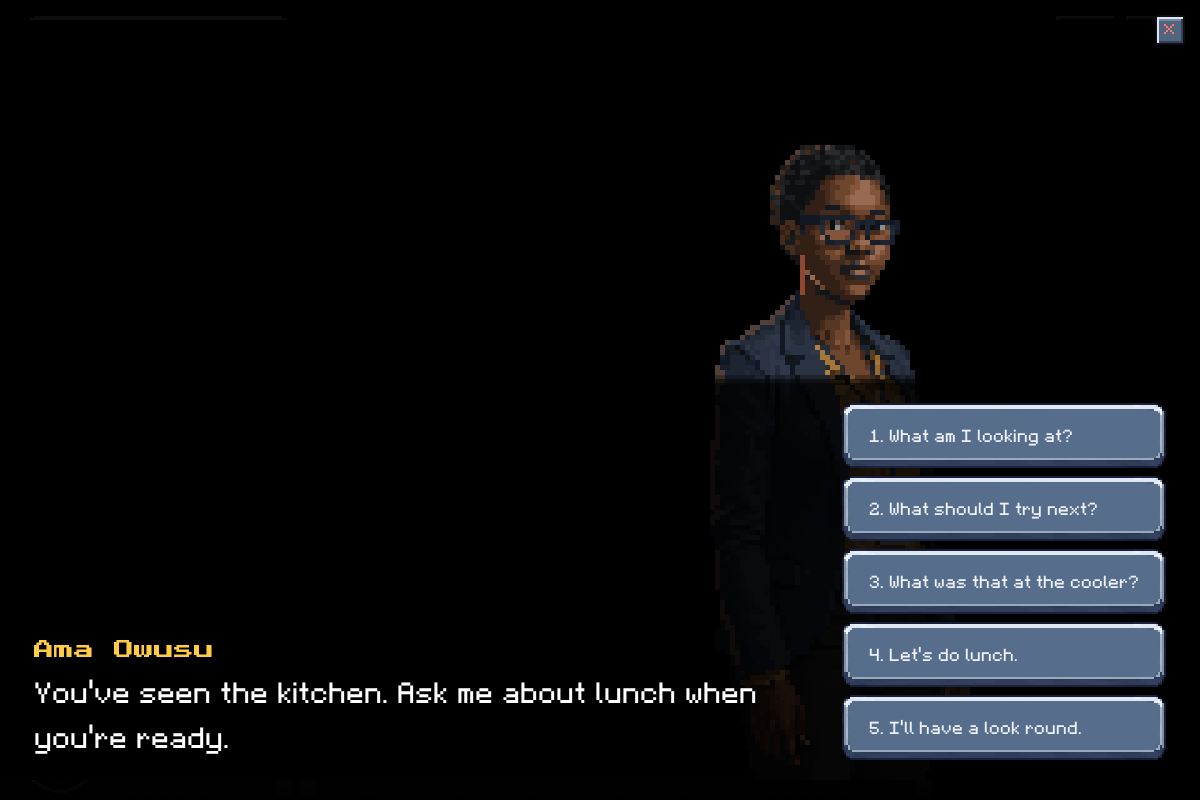 Ama Owusu
You've seen the kitchen. Ask me about lunch when
you're ready.
1. What am I looking at?
2. What should I try next?
3. What was that at the cooler?
4. Let's do lunch.
5. I'll have a look round.